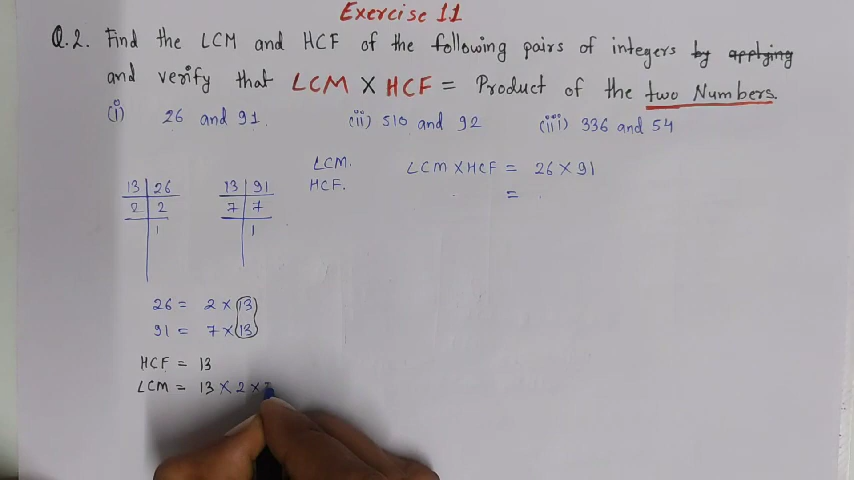 Exercise 11
Q.2. Find the LCM and HCF of the following pairs of integers by applying
and verify that LCM X HCF = Product of the two Numbers.
(i) 26 and 91. (ii) 510 and 92 (iii) 336 and 54
LCM. LCM X HCF = 26 X 91
HCF. =
13 26 13 91
2 2 7 7
1 1
26 = 2 X 13
91 = 7 X 13
HCF = 13
LCM = 13 X 2 X